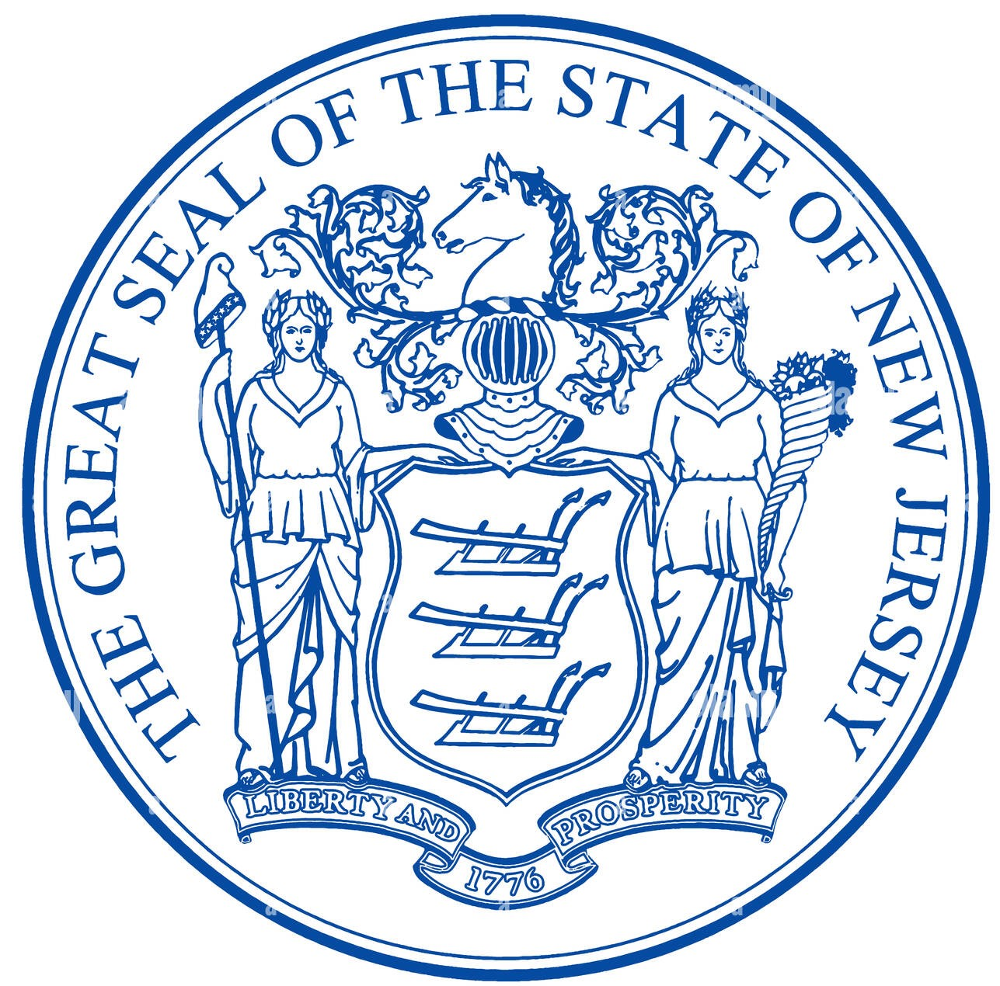 THE GREAT SEAL OF THE STATE OF NEW JERSEY
LIBERTY AND PROSPERITY
1776